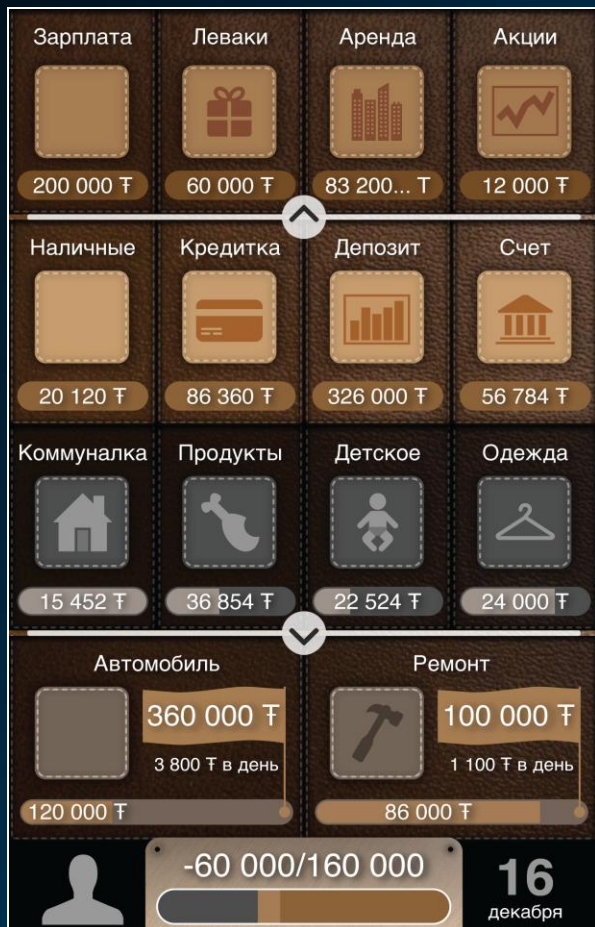 Зарплата Леваки Аренда Акции
200 000 ₸ 60 000 ₸ 83 200... T 12 000 ₸
Наличные Кредитка Депозит Счет
20 120 ₸ 86 360 ₸ 326 000 ₸ 56 784 ₸
Коммуналка Продукты Детское Одежда
15 452 ₸ 36 854 ₸ 22 524 ₸ 24 000 ₸
Автомобиль Ремонт
360 000 ₸ 100 000 ₸
3 800 ₸ в день 1 100 ₸ в день
120 000 ₸ 86 000 ₸
-60 000/160 000
16
декабря